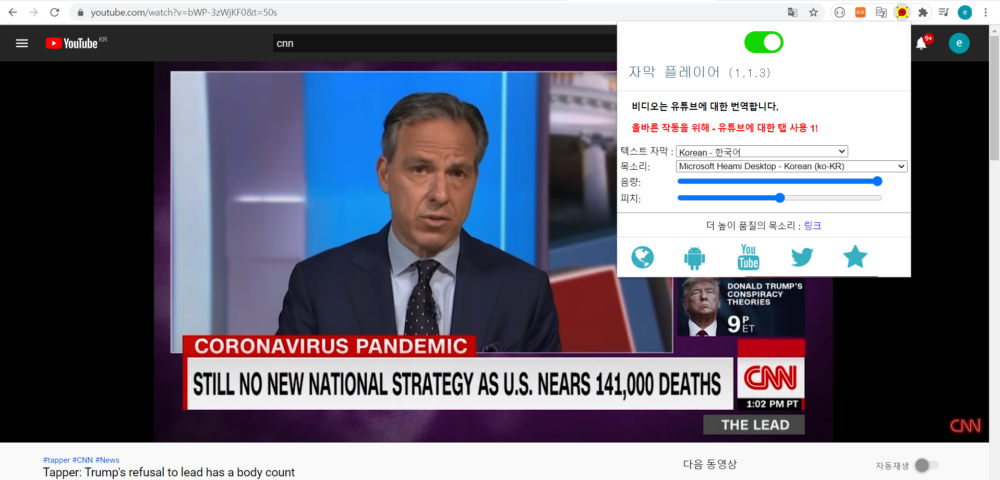 youtube.com/watch?v=bWP-3zWjKF0&t=50s
EX
e
YouTube KR
cnn
9+
e
자막 플레이어 (1.1.3)
비디오는 유튜브에 대한 번역합니다.
올바른 작동을 위해 - 유튜브에 대한 탭 사용 1!
텍스트 자막 : Korean - 한국어
목소리: Microsoft Heami Desktop - Korean (ko-KR)
음량:
피치:
더 높이 품질의 목소리 : 링크
You
Tube
DONALD TRUMP'S
CONSPIRACY
THEORIES
9P
ET
CORONAVIRUS PANDEMIC
STILL NO NEW NATIONAL STRATEGY AS U.S. NEARS 141,000 DEATHS
CNN
1:02 PM PT
THE LEAD
CNN
#tapper #CNN #News
Tapper: Trump's refusal to lead has a body count
다음 동영상
자동재생